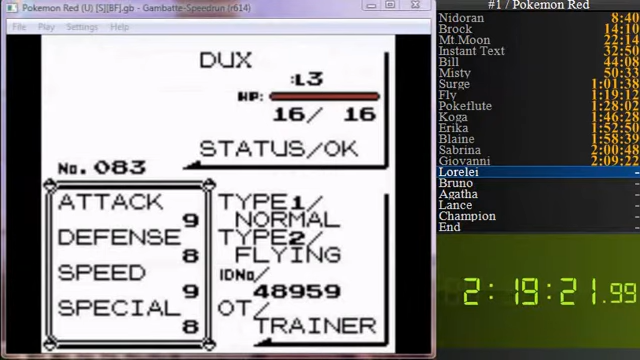 Pokemon Red (U) [S][BF].gb - Gambatte-Speedrun (r614)
File Play Settings Help
DUX
:L3
HP:
16/ 16
STATUS/OK
No.083
ATTACK
9
DEFENSE
8
SPEED
9
SPECIAL
8
TYPE1/
NORMAL
TYPE2/
FLYING
IDNo/
48959
OT/
TRAINER
#1 / Pokemon Red
Nidoran 8:40
Brock 14:10
Mt.Moon 22:14
Instant Text 32:50
Bill 44:08
Misty 50:33
Surge 1:01:38
Fly 1:19:12
Pokeflute 1:28:02
Koga 1:46:28
Erika 1:52:50
Blaine 1:58:39
Sabrina 2:00:48
Giovanni 2:09:22
Lorelei -
Bruno -
Agatha -
Lance -
Champion -
End -
2:19:21.99